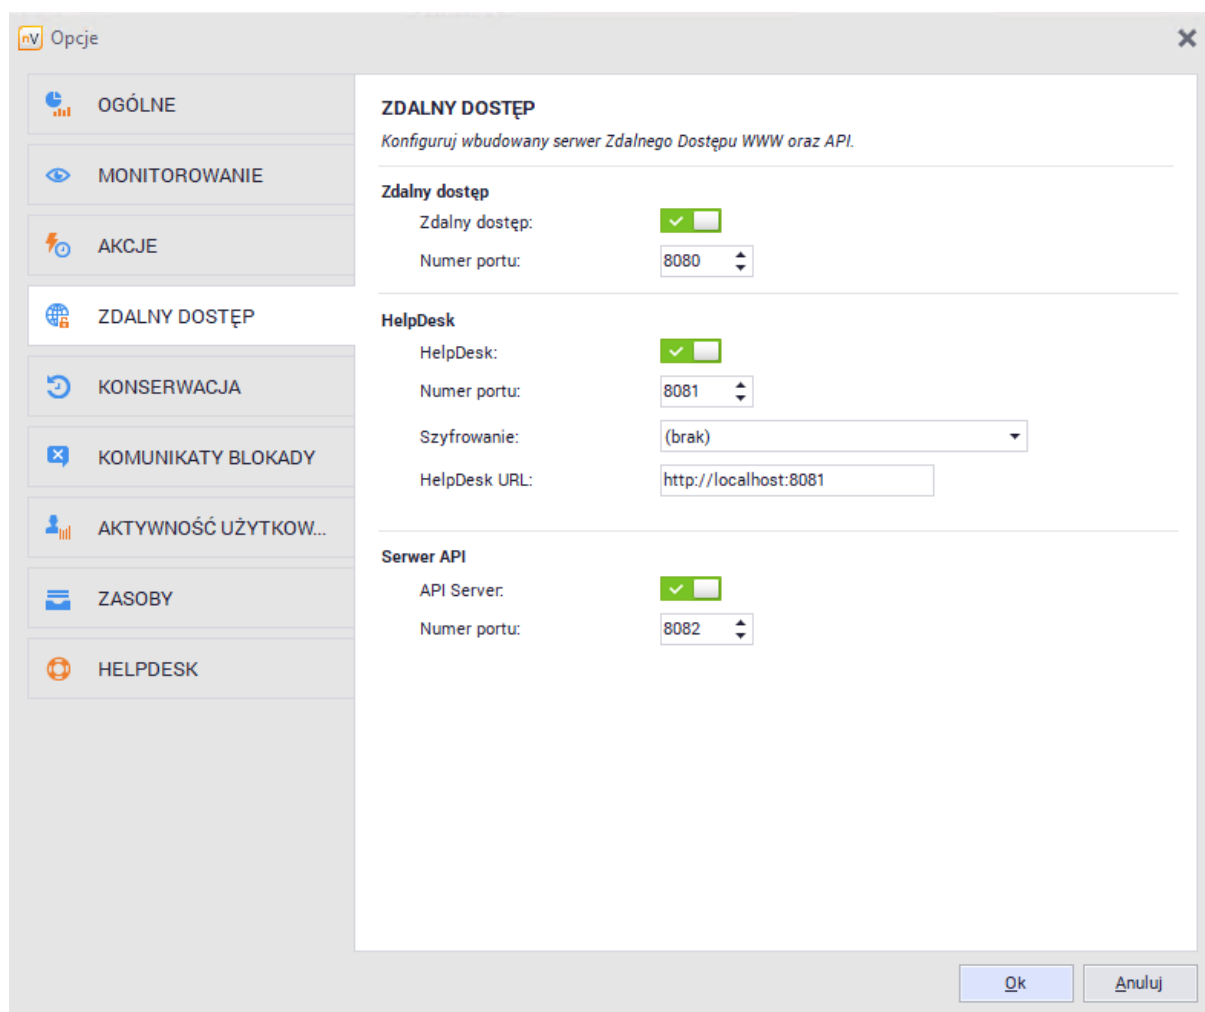 nV Opcje
OGÓLNE
MONITOROWANIE
AKCJE
ZDALNY DOSTĘP
KONSERWACJA
KOMUNIKATY BLOKADY
AKTYWNOŚĆ UŻYTKOW...
ZASOBY
HELPDESK
ZDALNY DOSTĘP
Konfiguruj wbudowany serwer Zdalnego Dostępu WWW oraz API.
Zdalny dostęp
Zdalny dostęp:
Numer portu: 8080
HelpDesk
HelpDesk:
Numer portu: 8081
Szyfrowanie: (brak)
HelpDesk URL: http://localhost:8081
Serwer API
API Server:
Numer portu: 8082
Ok Anuluj